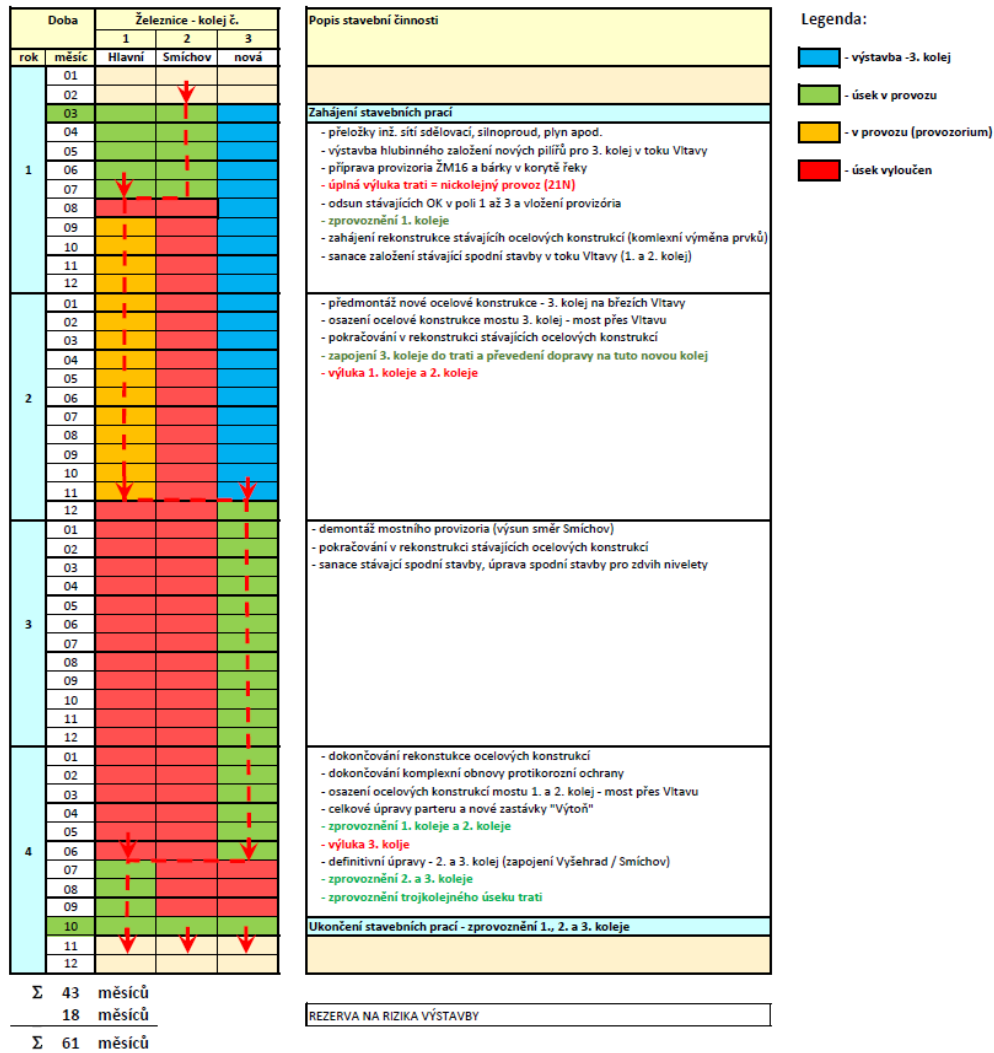 Doba
Železnice - kolej č.
1 2 3
rok měsíc Hlavní Smíchov nová
Popis stavební činnosti
1
01
02
03
04
05
06
07
08
09
10
11
12
Zahájení stavebních prací
- přeložky inž. sítí sdělovací, silnoproud, plyn apod.
- výstavba hlubinného založení nových pilířů pro 3. kolej v toku Vltavy
- příprava provizoria ŽM16 a bárky v korytě řeky
- úplná výluka trati = nickolejný provoz (21N)
- odsun stávajících OK v poli 1 až 3 a vložení provizória
- zprovoznění 1. koleje
- zahájení rekonstrukce stávajícíh ocelových konstrukcí (komlexní výměna prvků)
- sanace založení stávající spodní stavby v toku Vltavy (1. a 2. kolej)
2
01
02
03
04
05
06
07
08
09
10
11
12
- předmontáž nové ocelové konstrukce - 3. kolej na březích Vltavy
- osazení ocelové konstrukce mostu 3. kolej - most přes Vltavu
- pokračování v rekonstrukci stávajících ocelových konstrukcí
- zapojení 3. koleje do trati a převedení dopravy na tuto novou kolej
- výluka 1. koleje a 2. koleje
3
01
02
03
04
05
06
07
08
09
10
11
12
- demontáž mostního provizoria (výsun směr Smíchov)
- pokračování v rekonstrukci stávajících ocelových konstrukcí
- sanace stávajcí spodní stavby, úprava spodní stavby pro zdvih nivelety
4
01
02
03
04
05
06
07
08
09
10
11
12
- dokončování rekonstukce ocelových konstrukcí
- dokončování komplexní obnovy protikorozní ochrany
- osazení ocelových konstrukcí mostu 1. a 2. kolej - most přes Vltavu
- celkové úpravy parteru a nové zastávky "Výtoň"
- zprovoznění 1. koleje a 2. koleje
- výluka 3. kolje
- definitivní úpravy - 2. a 3. kolej (zapojení Vyšehrad / Smíchov)
- zprovoznění 2. a 3. koleje
- zprovoznění trojkolejného úseku trati
Ukončení stavebních prací - zprovoznění 1., 2. a 3. koleje
Σ 43 měsíců
18 měsíců
Σ 61 měsíců
REZERVA NA RIZIKA VÝSTAVBY
Legenda:
- výstavba -3. kolej
- úsek v provozu
- v provozu (provozorium)
- úsek vyloučen